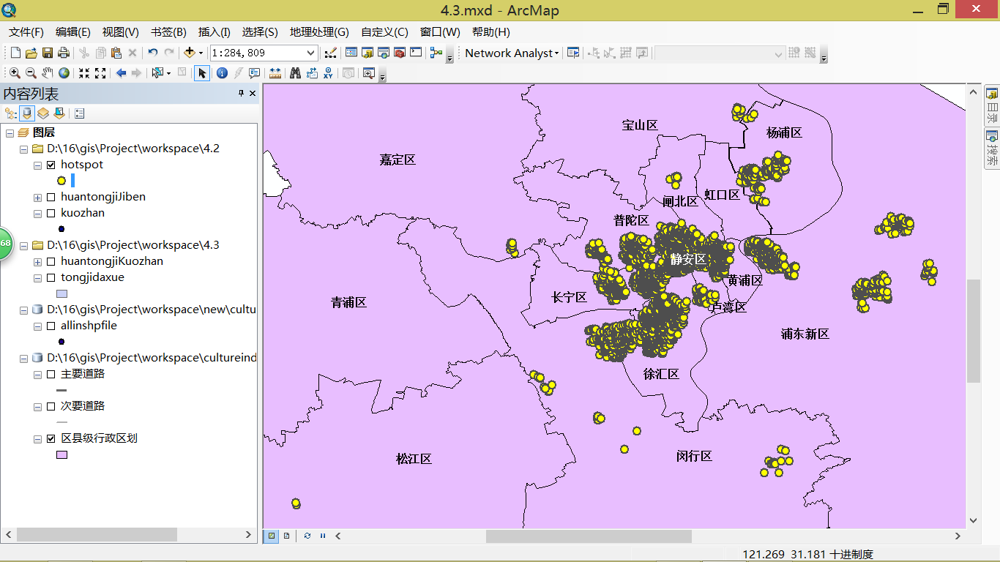 4.3.mxd - ArcMap
文件(F) 编辑(E) 视图(V) 书签(B) 插入(I) 选择(S) 地理处理(G) 自定义(C) 窗口(W) 帮助(H)
1:284,809
Network Analyst
内容列表
图层
D:\16\gis\Project\workspace\4.2
hotspot
huantongjiJiben
kuozhan
D:\16\gis\Project\workspace\4.3
huantongjiKuozhan
tongjidaxue
D:\16\gis\Project\workspace\new\cultu
allinshpfile
D:\16\gis\Project\workspace\cultureind
主要道路
次要道路
区县级行政区划
68
宝山区
杨浦区
嘉定区
闸北区
虹口区
普陀区
静安区
黄浦区
长宁区
卢湾区
青浦区
浦东新区
徐汇区
松江区
闵行区
目录
搜索
121.269 31.181 十进制度